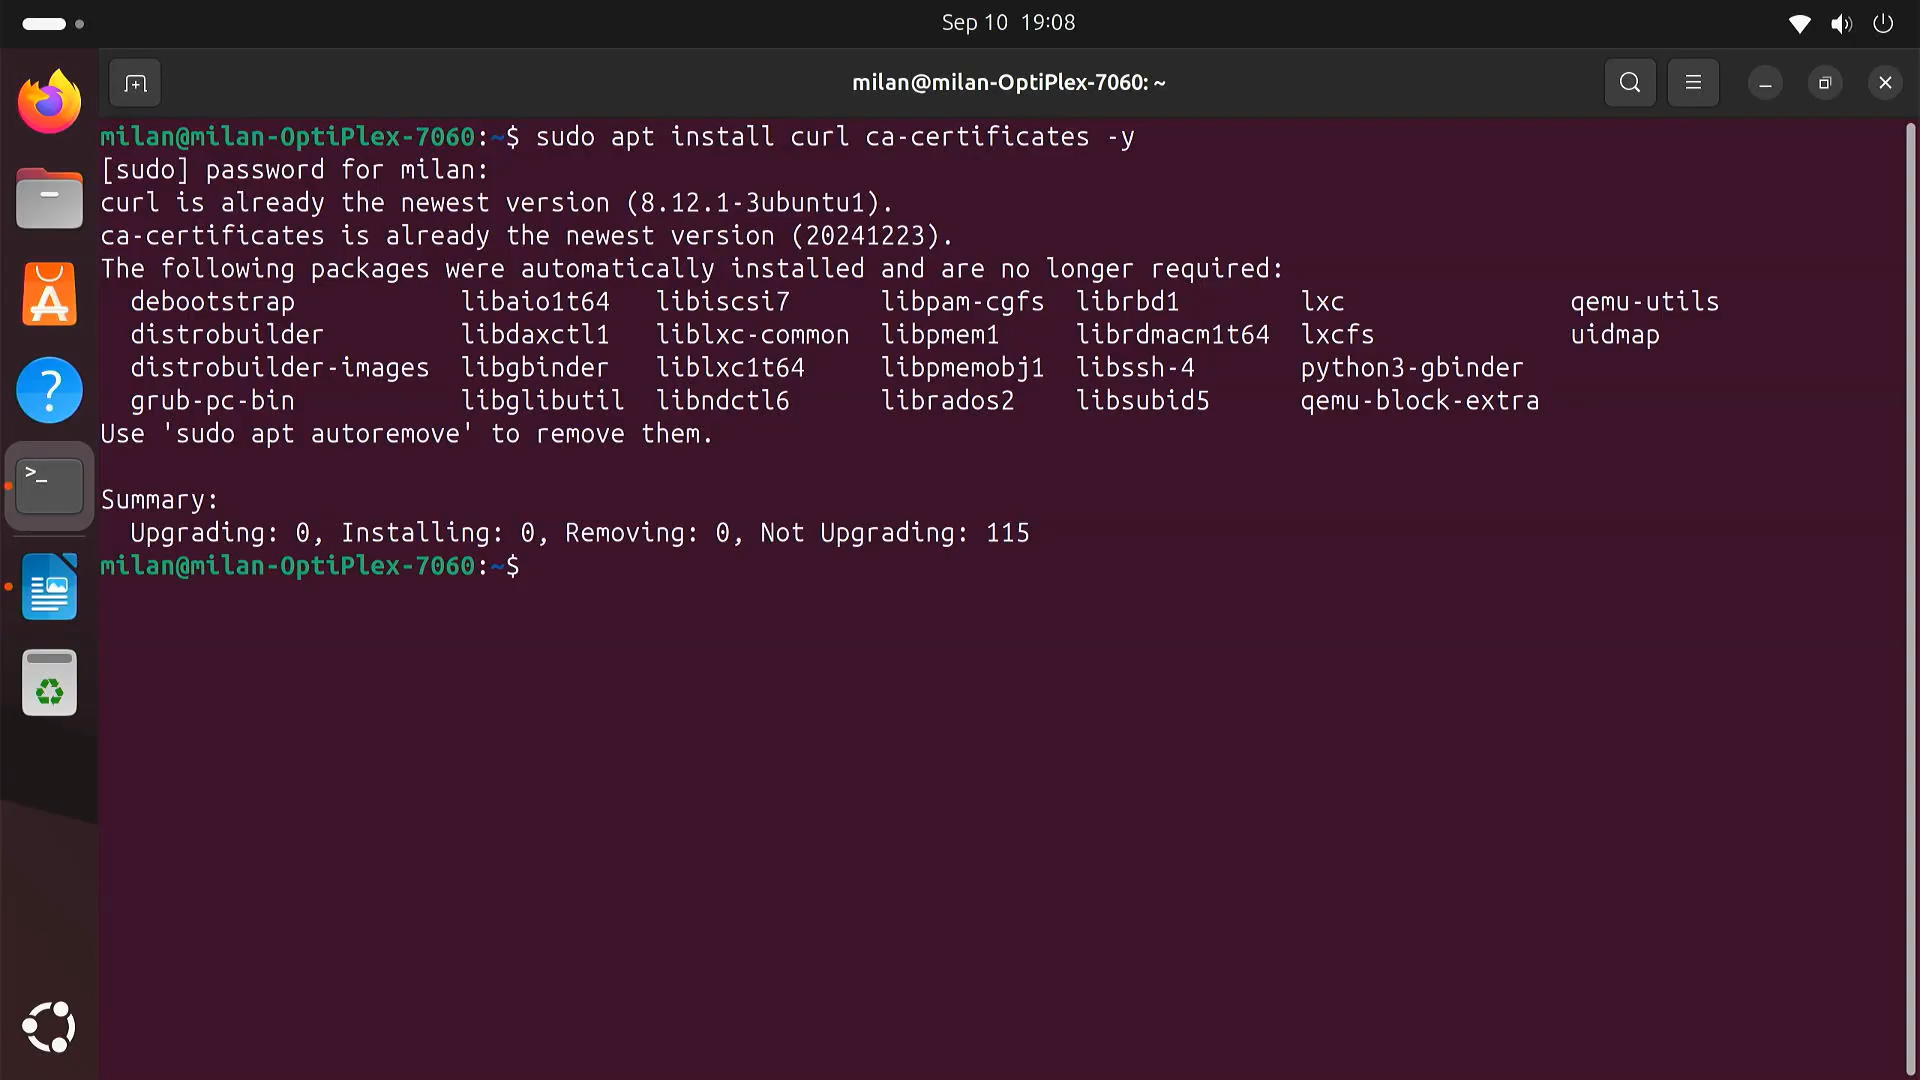 Sep 10 19:08
milan@milan-OptiPlex-7060: ~
milan@milan-OptiPlex-7060:~$ sudo apt install curl ca-certificates -y
[sudo] password for milan:
curl is already the newest version (8.12.1-3ubuntu1).
ca-certificates is already the newest version (20241223).
The following packages were automatically installed and are no longer required:
debootstrap libaio1t64 libiscsi7 libpam-cgfs librbd1 lxc qemu-utils
distrobuilder libdaxctl1 liblxc-common libpmem1 librdmacm1t64 lxcfs uidmap
distrobuilder-images libgbinder liblxc1t64 libpmemobj1 libssh-4 python3-gbinder
grub-pc-bin libglibutil libndctl6 librados2 libsubid5 qemu-block-extra
Use 'sudo apt autoremove' to remove them.
Summary:
Upgrading: 0, Installing: 0, Removing: 0, Not Upgrading: 115
milan@milan-OptiPlex-7060:~$